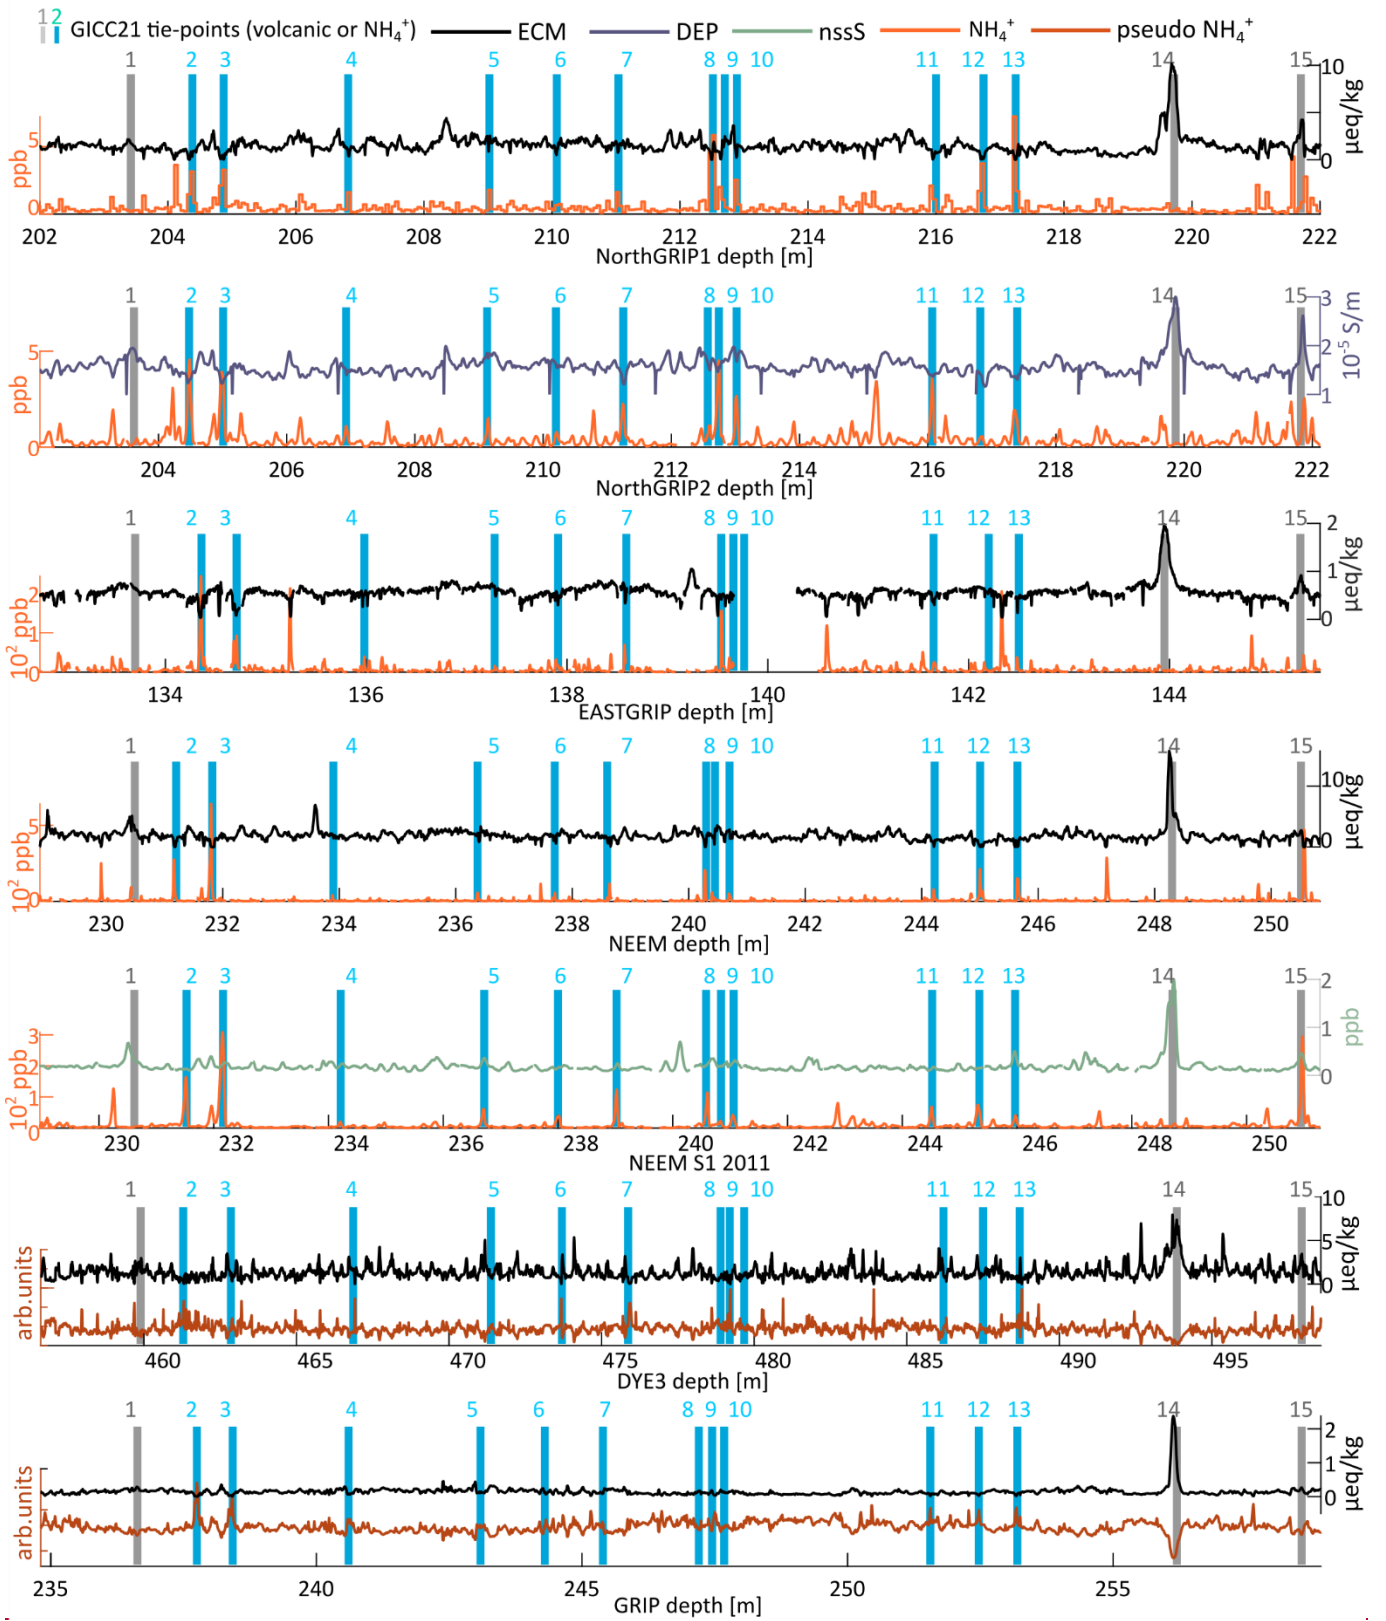 1 2 GICC21 tie-points (volcanic or NH₄⁺) ECM DEP nssS NH₄⁺ pseudo NH₄⁺
1 2 3 4 5 6 7 8 9 10 11 12 13 14 15
10
0
µeq/kg
5
0
ppb
202 204 206 208 210 212 214 216 218 220 222
NorthGRIP1 depth [m]
1 2 3 4 5 6 7 8 9 10 11 12 13 14 15
3
2
1
10⁻⁵ S/m
5
0
ppb
204 206 208 210 212 214 216 218 220 222
NorthGRIP2 depth [m]
1 2 3 4 5 6 7 8 9 10 11 12 13 14 15
2
1
0
µeq/kg
2
1
0
10² ppb
134 136 138 140 142 144
EASTGRIP depth [m]
1 2 3 4 5 6 7 8 9 10 11 12 13 14 15
10
0
µeq/kg
5
0
10² ppb
230 232 234 236 238 240 242 244 246 248 250
NEEM depth [m]
1 2 3 4 5 6 7 8 9 10 11 12 13 14 15
2
1
0
ppb
3
2
1
0
10² ppb
230 232 234 236 238 240 242 244 246 248 250
NEEM S1 2011
1 2 3 4 5 6 7 8 9 10 11 12 13 14 15
10
5
0
µeq/kg
arb.units
460 465 470 475 480 485 490 495
DYE3 depth [m]
1 2 3 4 5 6 7 8 9 10 11 12 13 14 15
2
1
0
µeq/kg
arb.units
235 240 245 250 255
GRIP depth [m]